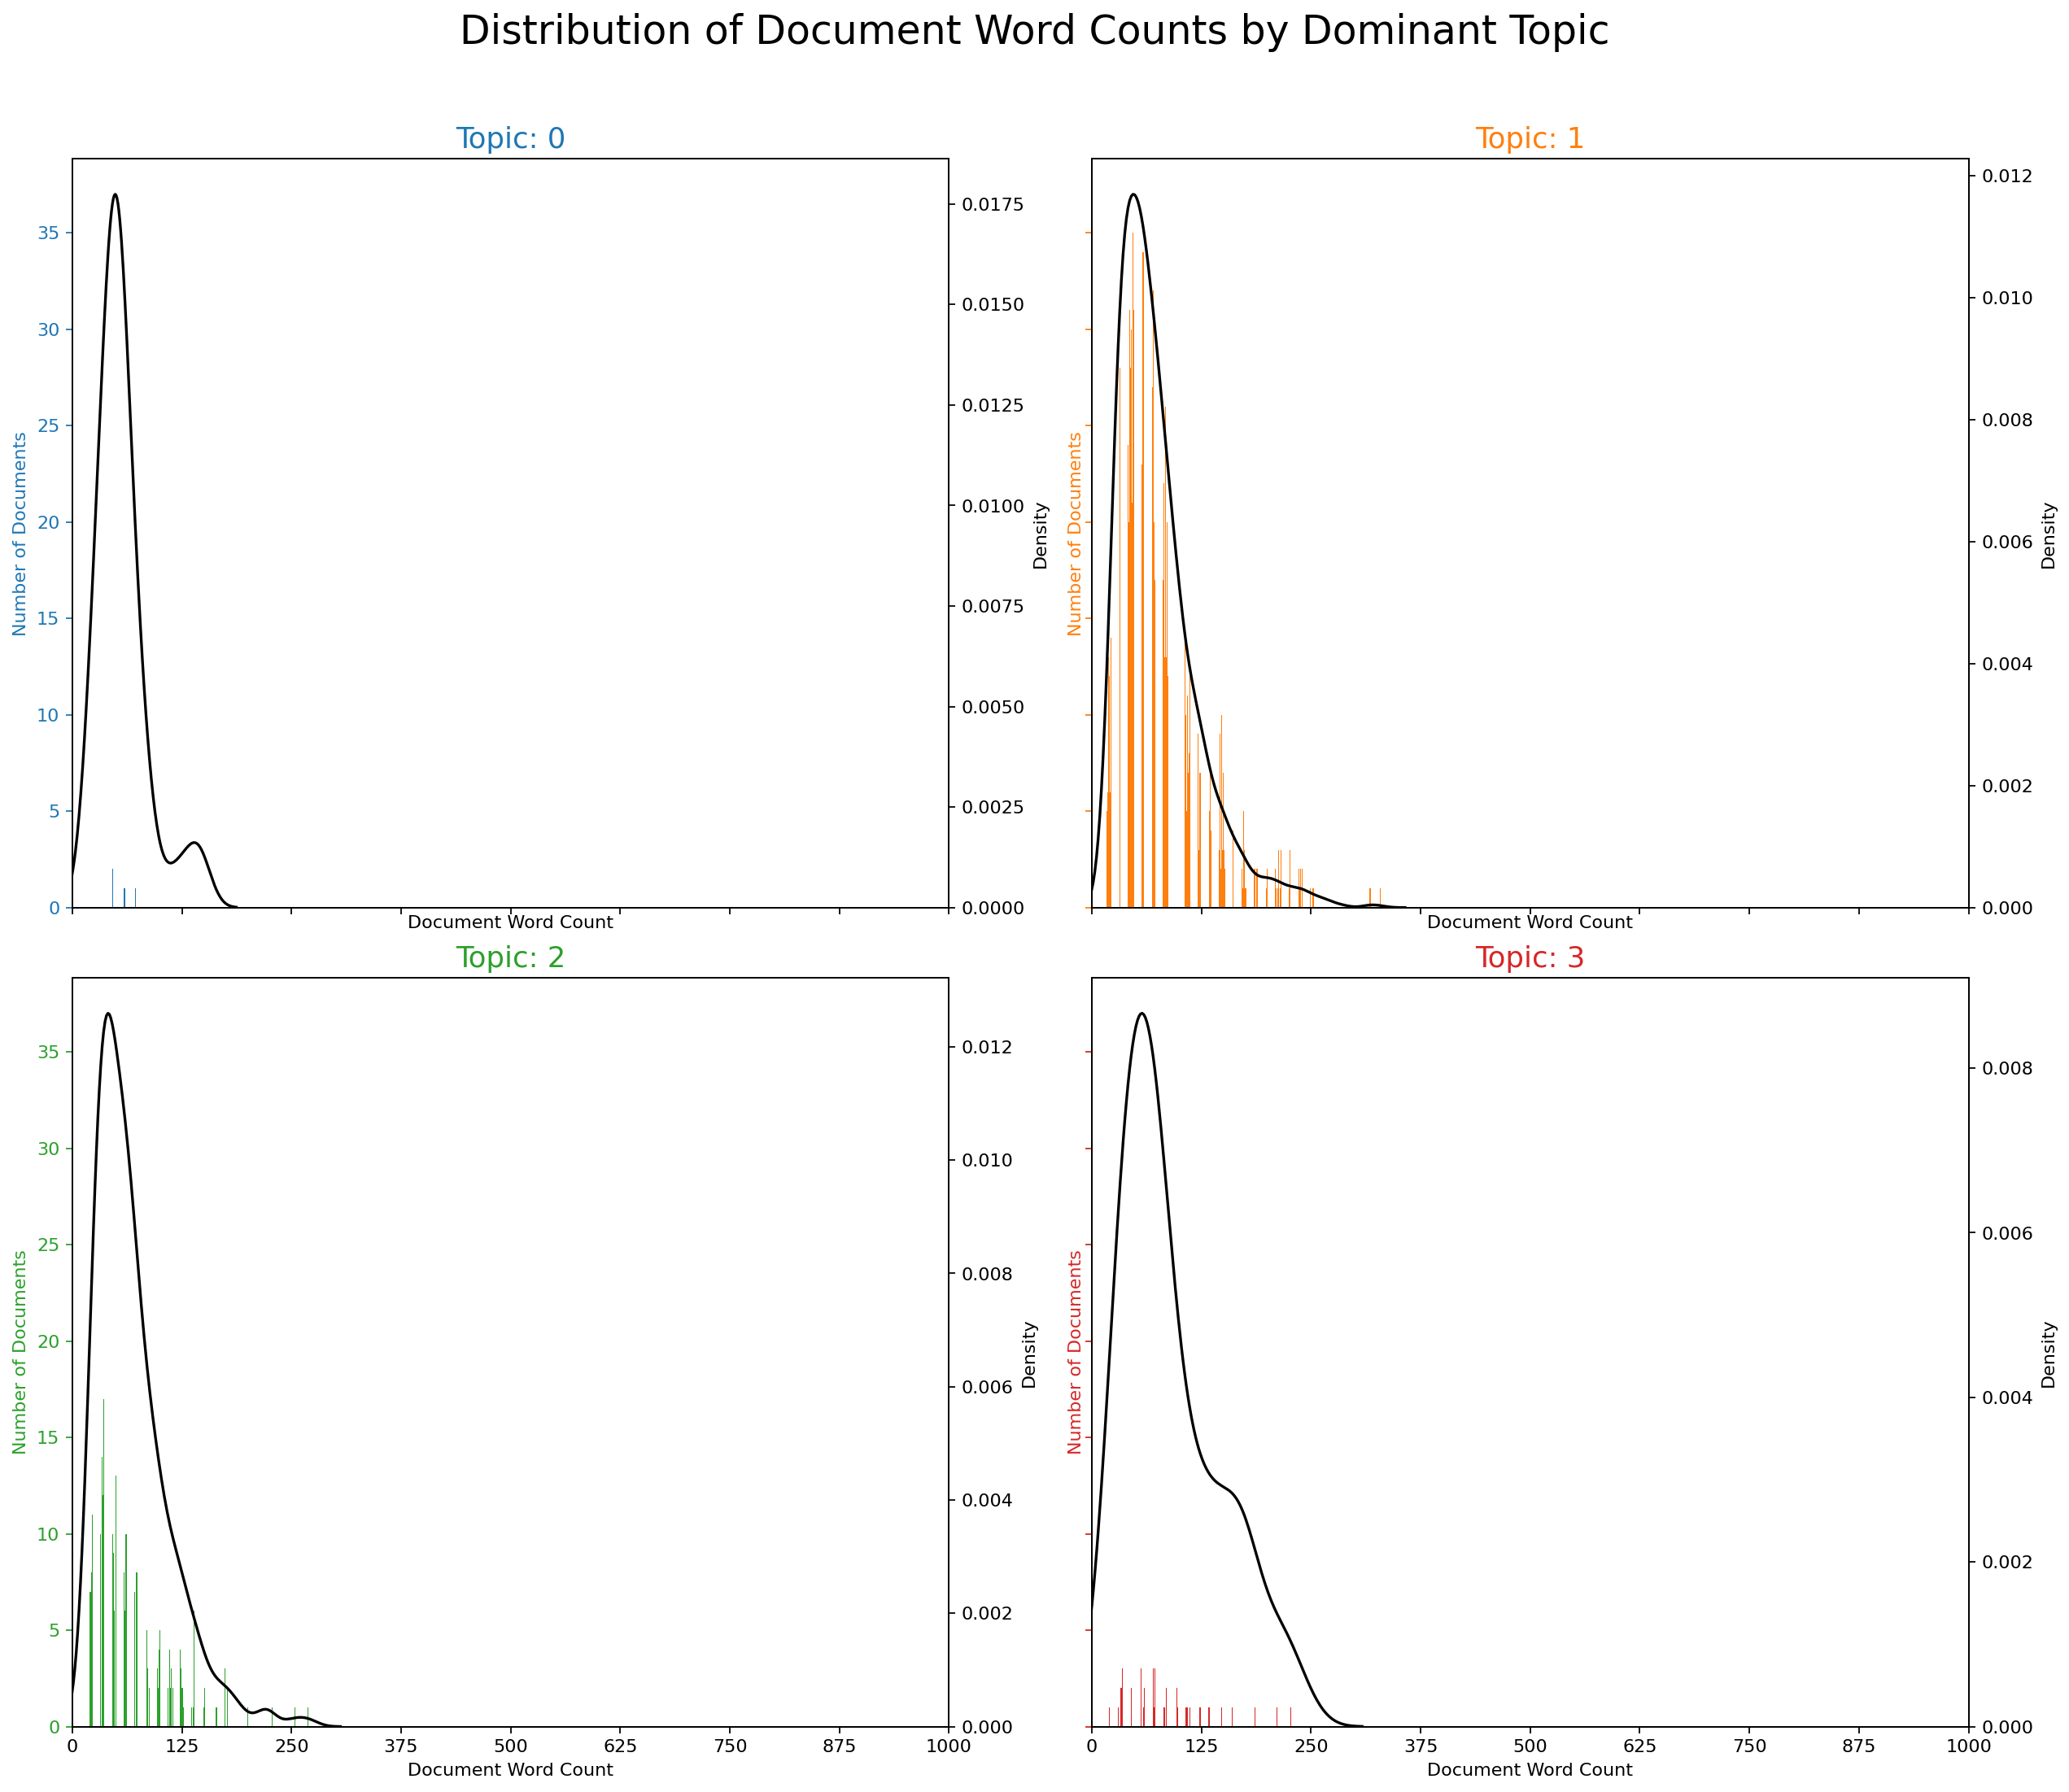 Distribution of Document Word Counts by Dominant Topic
Topic: 0
35
30
25
20
15
10
5
0
Number of Documents
0.0175
0.0150
0.0125
0.0100
0.0075
0.0050
0.0025
0.0000
Density
Document Word Count
Topic: 1
Number of Documents
0.012
0.010
0.008
0.006
0.004
0.002
0.000
Density
Document Word Count
Topic: 2
35
30
25
20
15
10
5
0
Number of Documents
0.012
0.010
0.008
0.006
0.004
0.002
0.000
Density
0 125 250 375 500 625 750 875 1000
Document Word Count
Topic: 3
Number of Documents
0.008
0.006
0.004
0.002
0.000
Density
0 125 250 375 500 625 750 875 1000
Document Word Count